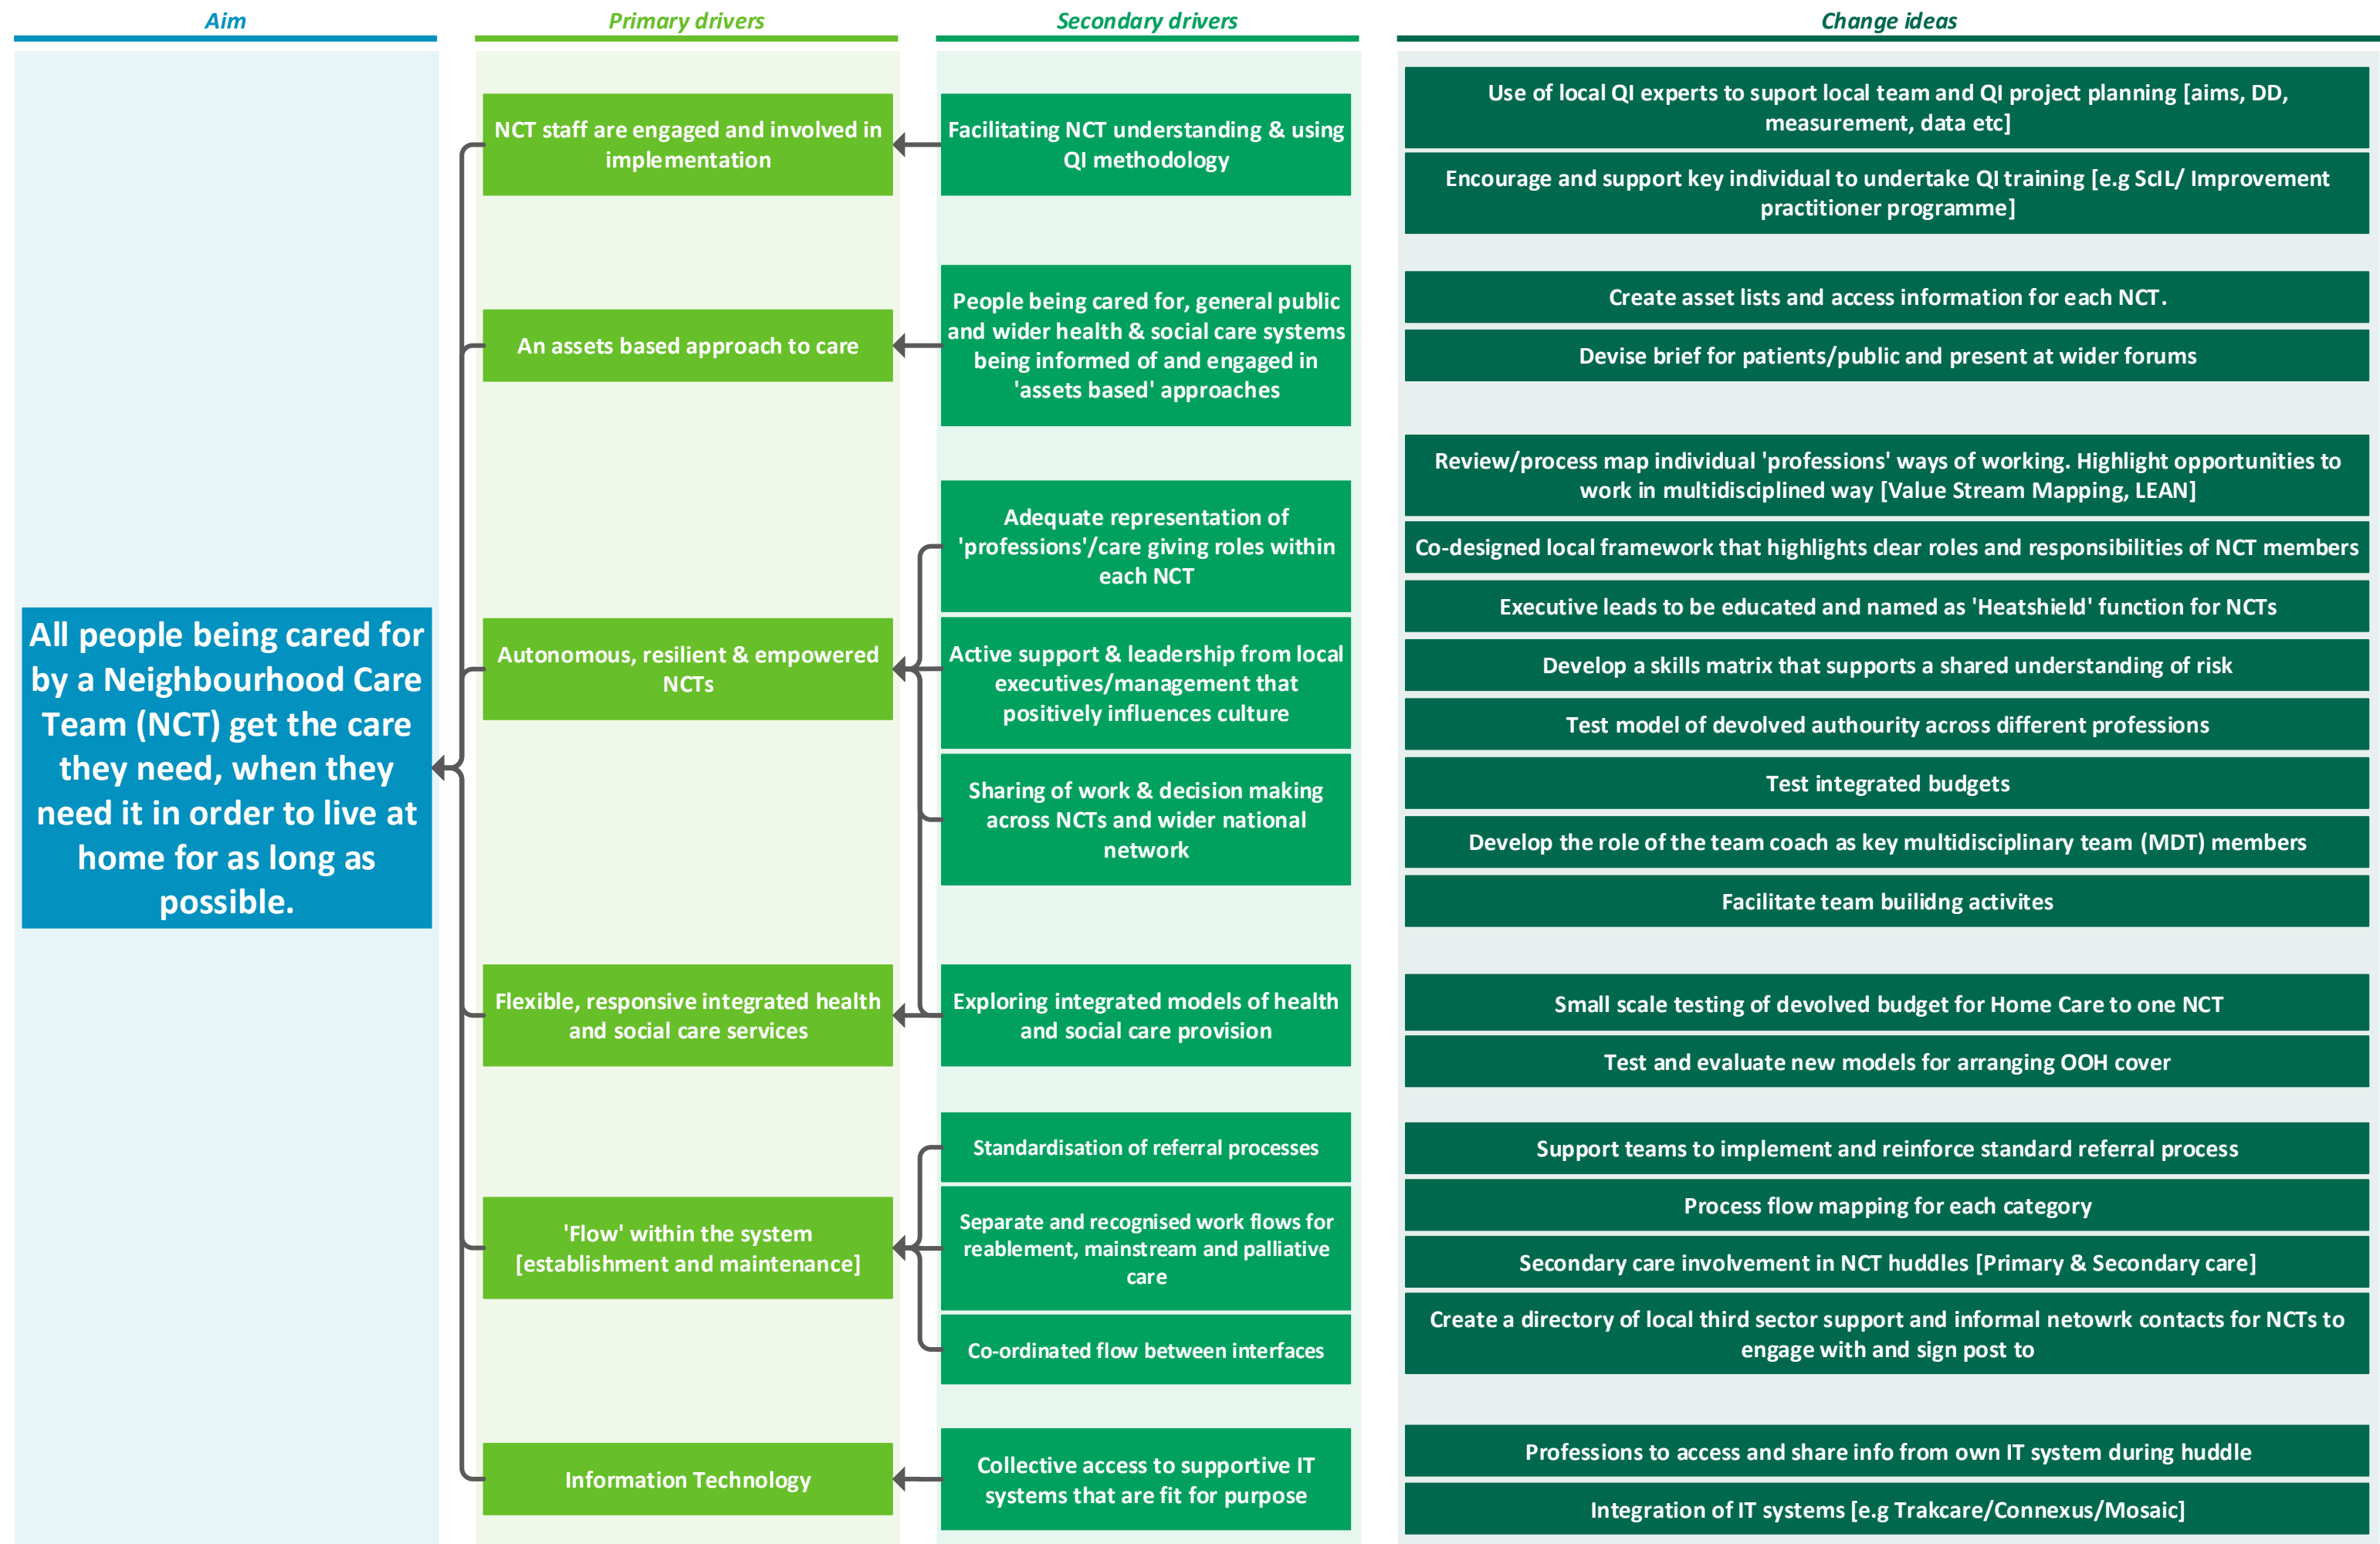 Aim
Primary drivers
Secondary drivers
Change ideas
All people being cared for
by a Neighbourhood Care
Team (NCT) get the care
they need, when they
need it in order to live at
home for as long as
possible.
NCT staff are engaged and involved in
implementation
An assets based approach to care
Autonomous, resilient & empowered
NCTs
Flexible, responsive integrated health
and social care services
'Flow' within the system
[establishment and maintenance]
Information Technology
Facilitating NCT understanding & using
QI methodology
People being cared for, general public
and wider health & social care systems
being informed of and engaged in
'assets based' approaches
Adequate representation of
'professions'/care giving roles within
each NCT
Active support & leadership from local
executives/management that
positively influences culture
Sharing of work & decision making
across NCTs and wider national
network
Exploring integrated models of health
and social care provision
Standardisation of referral processes
Separate and recognised work flows for
reablement, mainstream and palliative
care
Co-ordinated flow between interfaces
Collective access to supportive IT
systems that are fit for purpose
Use of local QI experts to suport local team and QI project planning [aims, DD,
measurement, data etc]
Encourage and support key individual to undertake QI training [e.g ScIL/ Improvement
practitioner programme]
Create asset lists and access information for each NCT.
Devise brief for patients/public and present at wider forums
Review/process map individual 'professions' ways of working. Highlight opportunities to
work in multidisciplined way [Value Stream Mapping, LEAN]
Co-designed local framework that highlights clear roles and responsibilities of NCT members
Executive leads to be educated and named as 'Heatshield' function for NCTs
Develop a skills matrix that supports a shared understanding of risk
Test model of devolved authourity across different professions
Test integrated budgets
Develop the role of the team coach as key multidisciplinary team (MDT) members
Facilitate team builidng activites
Small scale testing of devolved budget for Home Care to one NCT
Test and evaluate new models for arranging OOH cover
Support teams to implement and reinforce standard referral process
Process flow mapping for each category
Secondary care involvement in NCT huddles [Primary & Secondary care]
Create a directory of local third sector support and informal netowrk contacts for NCTs to
engage with and sign post to
Professions to access and share info from own IT system during huddle
Integration of IT systems [e.g Trakcare/Connexus/Mosaic]